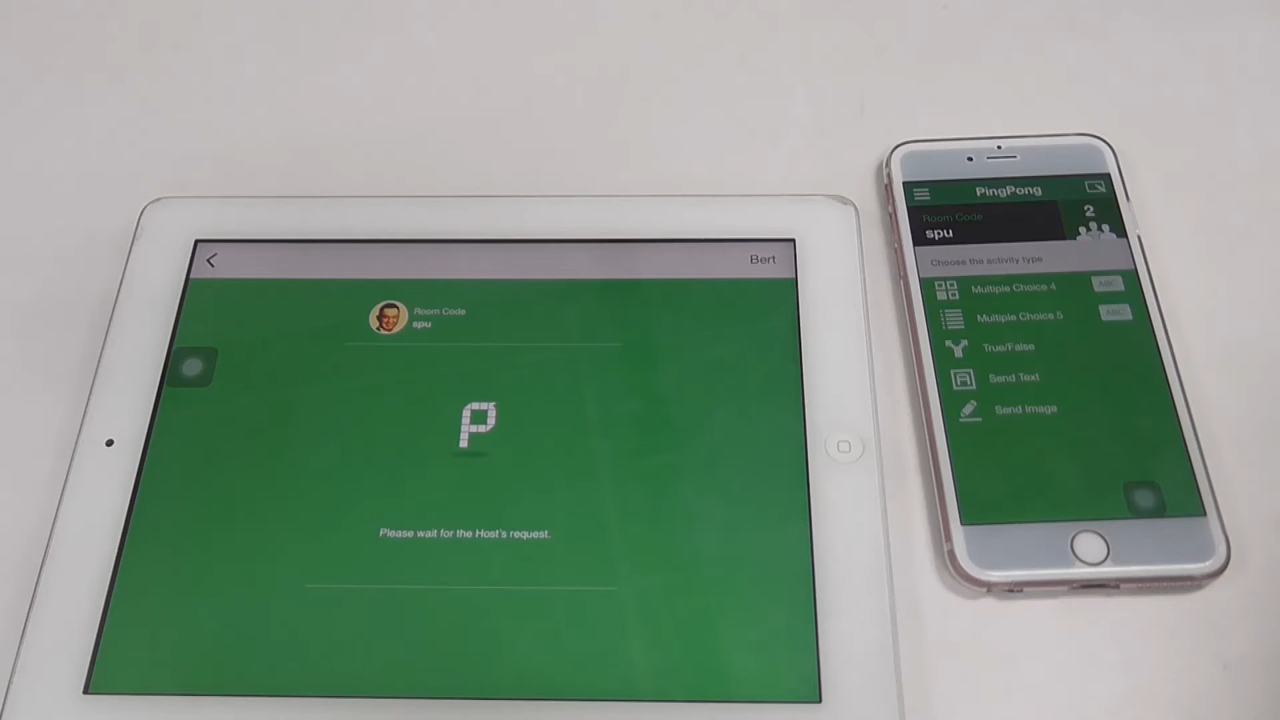 Bert
Room Code
spu
Please wait for the Host's request.
PingPong
Room Code
spu
2
Choose the activity type
Multiple Choice 4
ABC
Multiple Choice 5
ABC
True/False
Send Text
Send Image